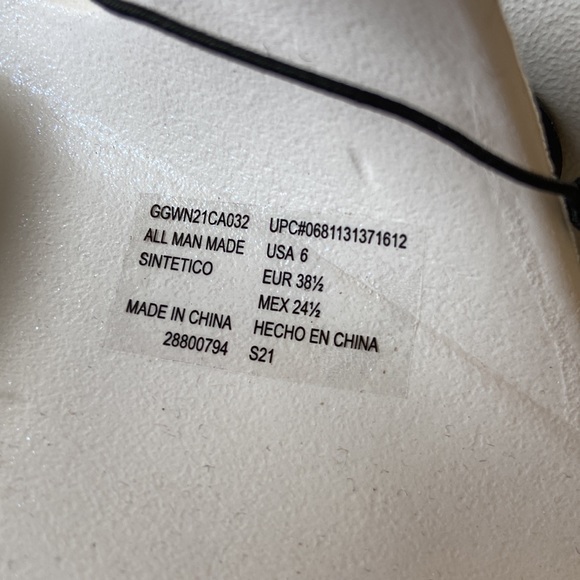 GGWN21CA032 UPC#0681131371612
ALL MAN MADE USA 6
SINTETICO EUR 38½
MEX 24½
MADE IN CHINA HECHO EN CHINA
28800794 S21